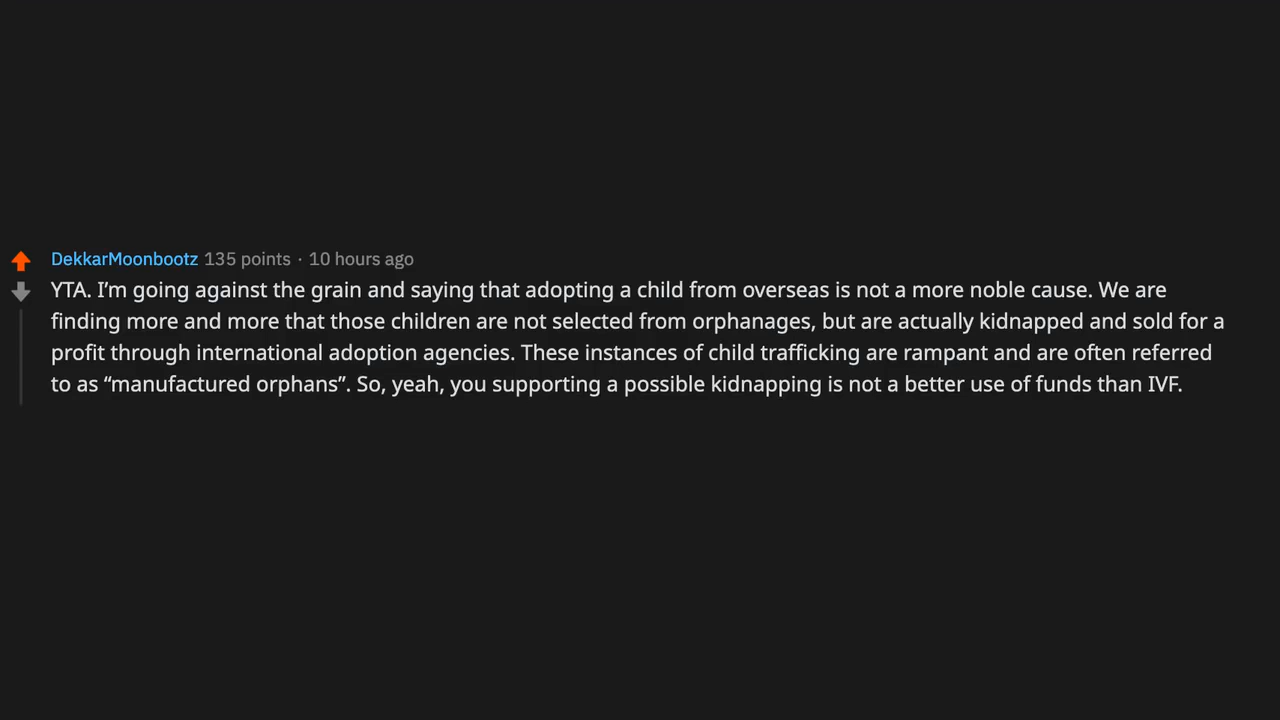 DekkarMoonbootz 135 points · 10 hours ago
YTA. I’m going against the grain and saying that adopting a child from overseas is not a more noble cause. We are
finding more and more that those children are not selected from orphanages, but are actually kidnapped and sold for a
profit through international adoption agencies. These instances of child trafficking are rampant and are often referred
to as “manufactured orphans”. So, yeah, you supporting a possible kidnapping is not a better use of funds than IVF.